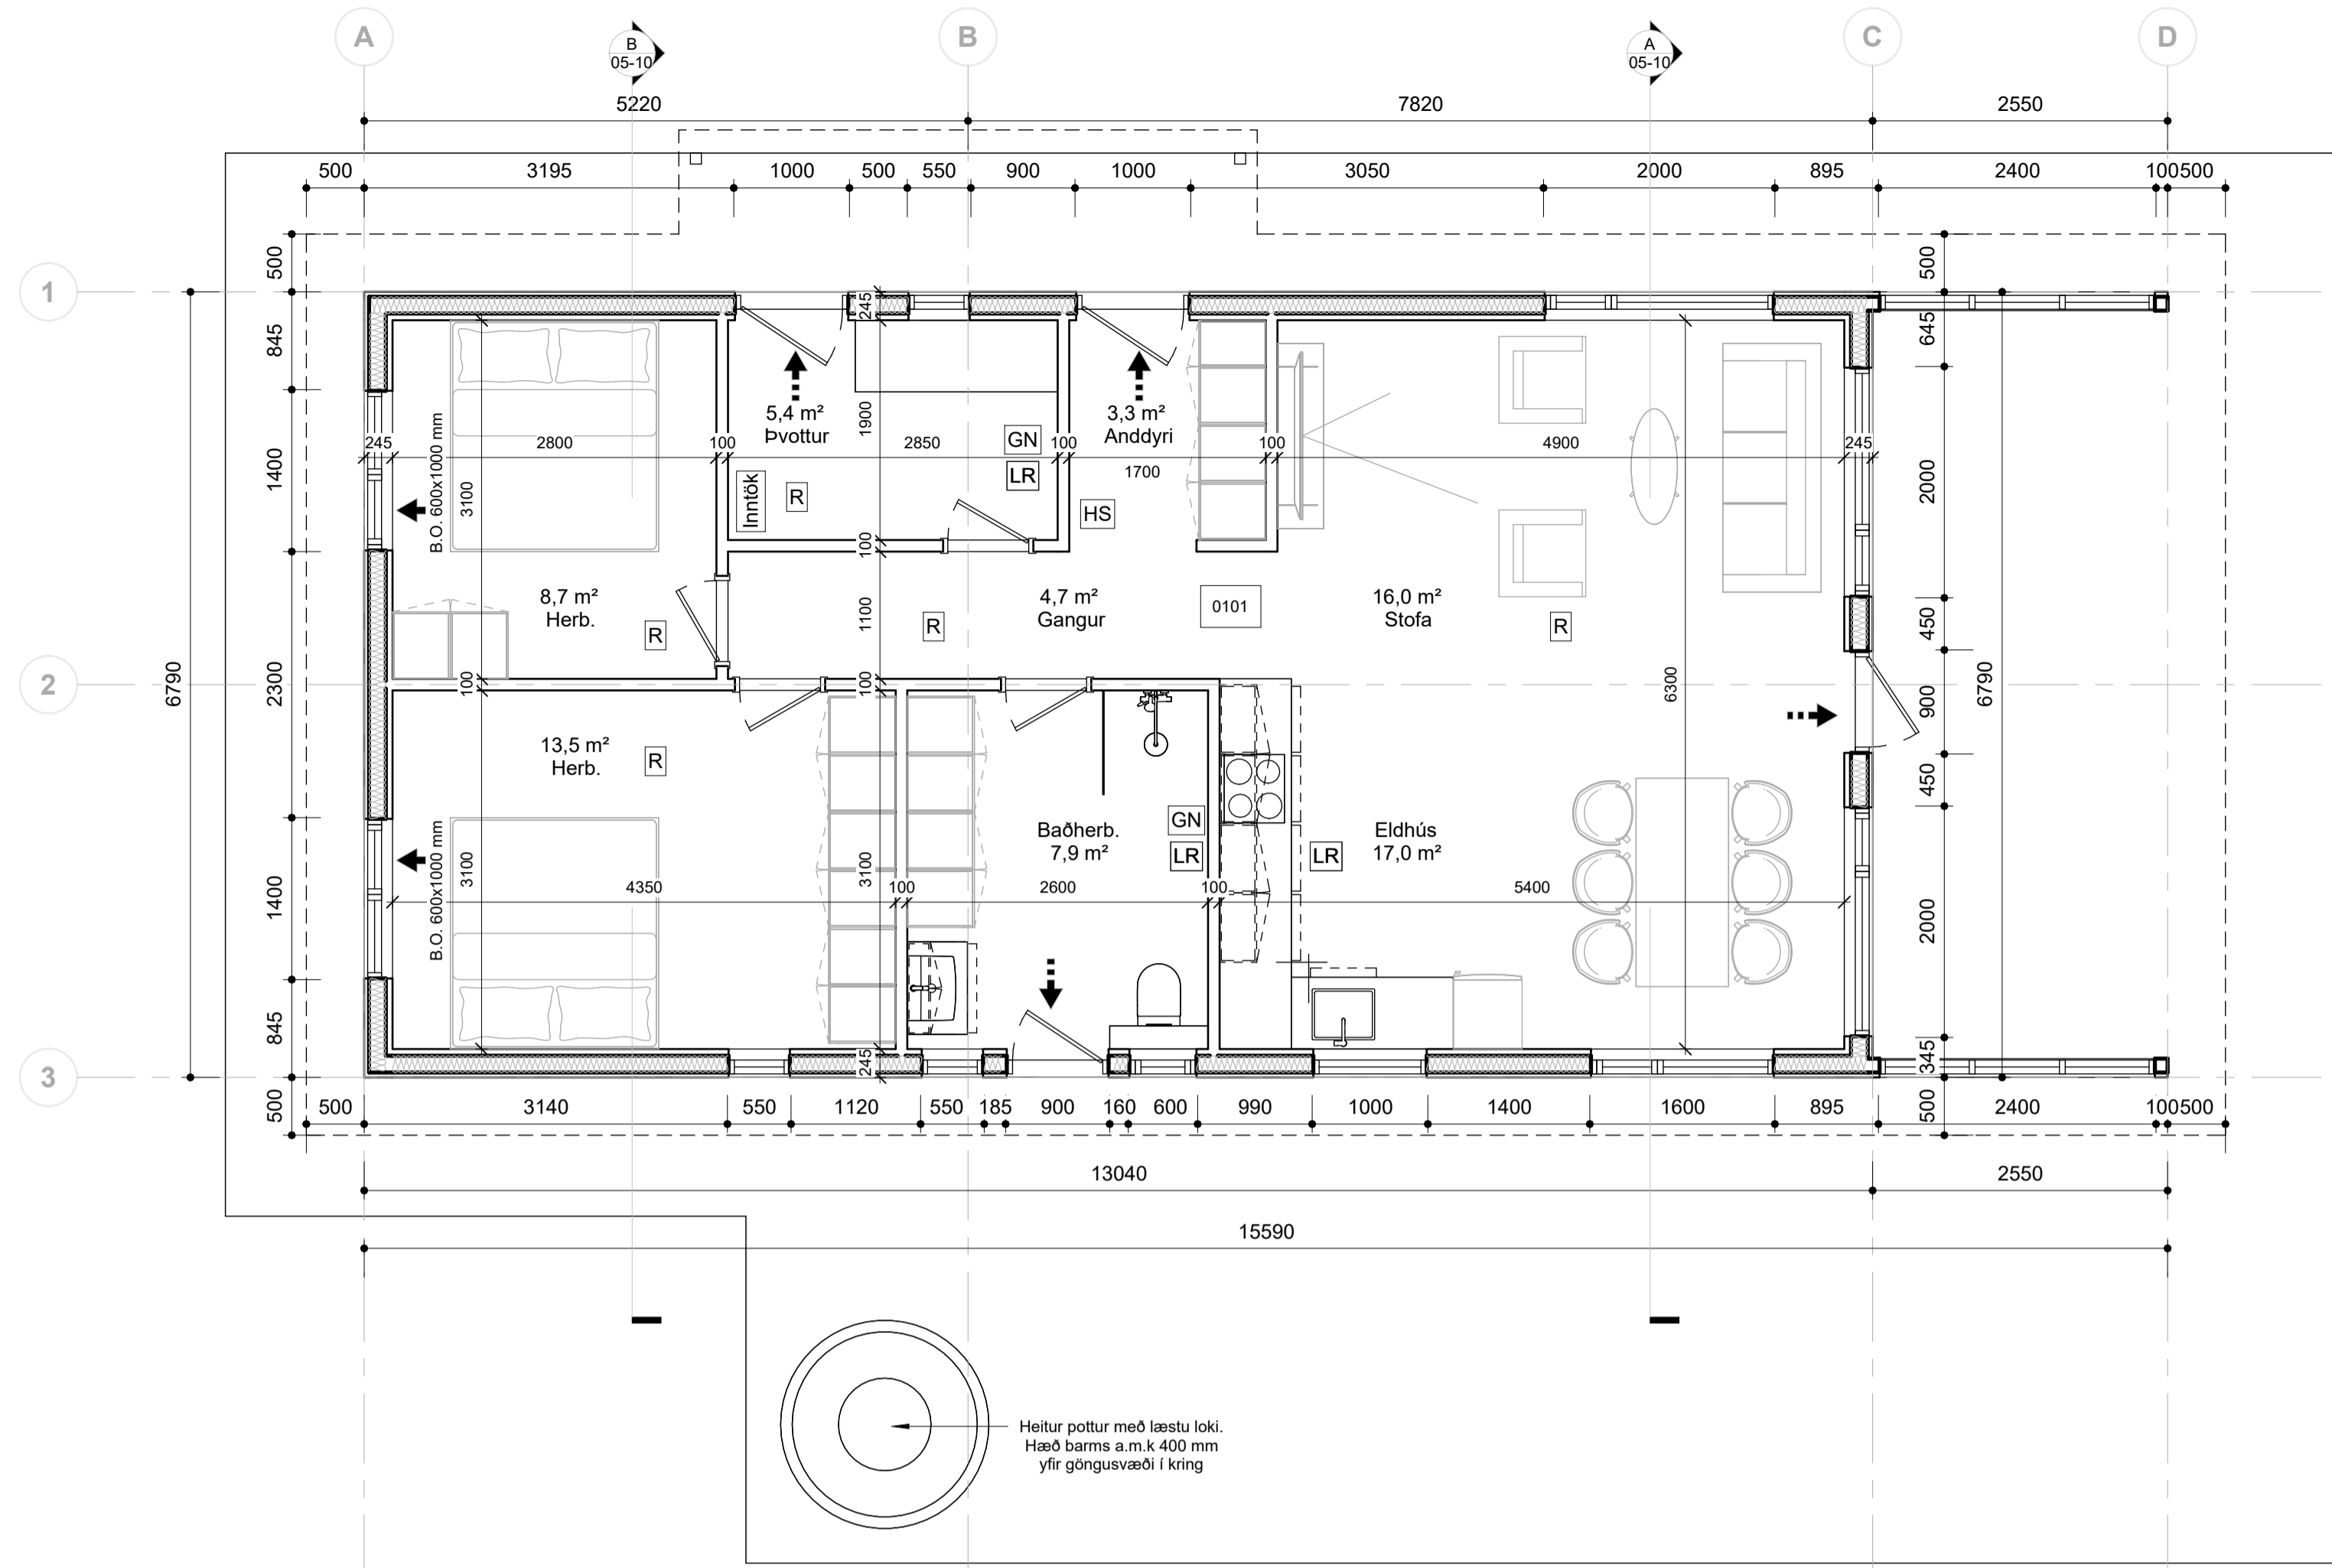 A
B
05-10
B
A
05-10
C
D
5220
7820
2550
500
3195
1000
500
550
900
1000
3050
2000
895
2400
100500
1
2
3
6790
500
845
1400
2300
1400
845
500
500
645
2000
450
900
450
2000
345
500
6790
245
2800
100
2850
100
1700
100
4900
245
245
1900
100
1100
100
3100
245
3100
100
3100
6300
B.O. 600x1000 mm
B.O. 600x1000 mm
5,4 m²
Þvottur
3,3 m²
Anddyri
GN
LR
Inntök
R
HS
8,7 m²
Herb.
R
R
4,7 m²
Gangur
0101
16,0 m²
Stofa
R
13,5 m²
Herb.
R
Baðherb.
7,9 m²
GN
LR
LR
Eldhús
17,0 m²
4350
100
2600
100
5400
500
3140
550
1120
550
185
900
160
600
990
1000
1400
1600
895
2400
100500
13040
2550
15590
Heitur pottur með læstu loki.
Hæð barms a.m.k 400 mm
yfir göngusvæði í kring